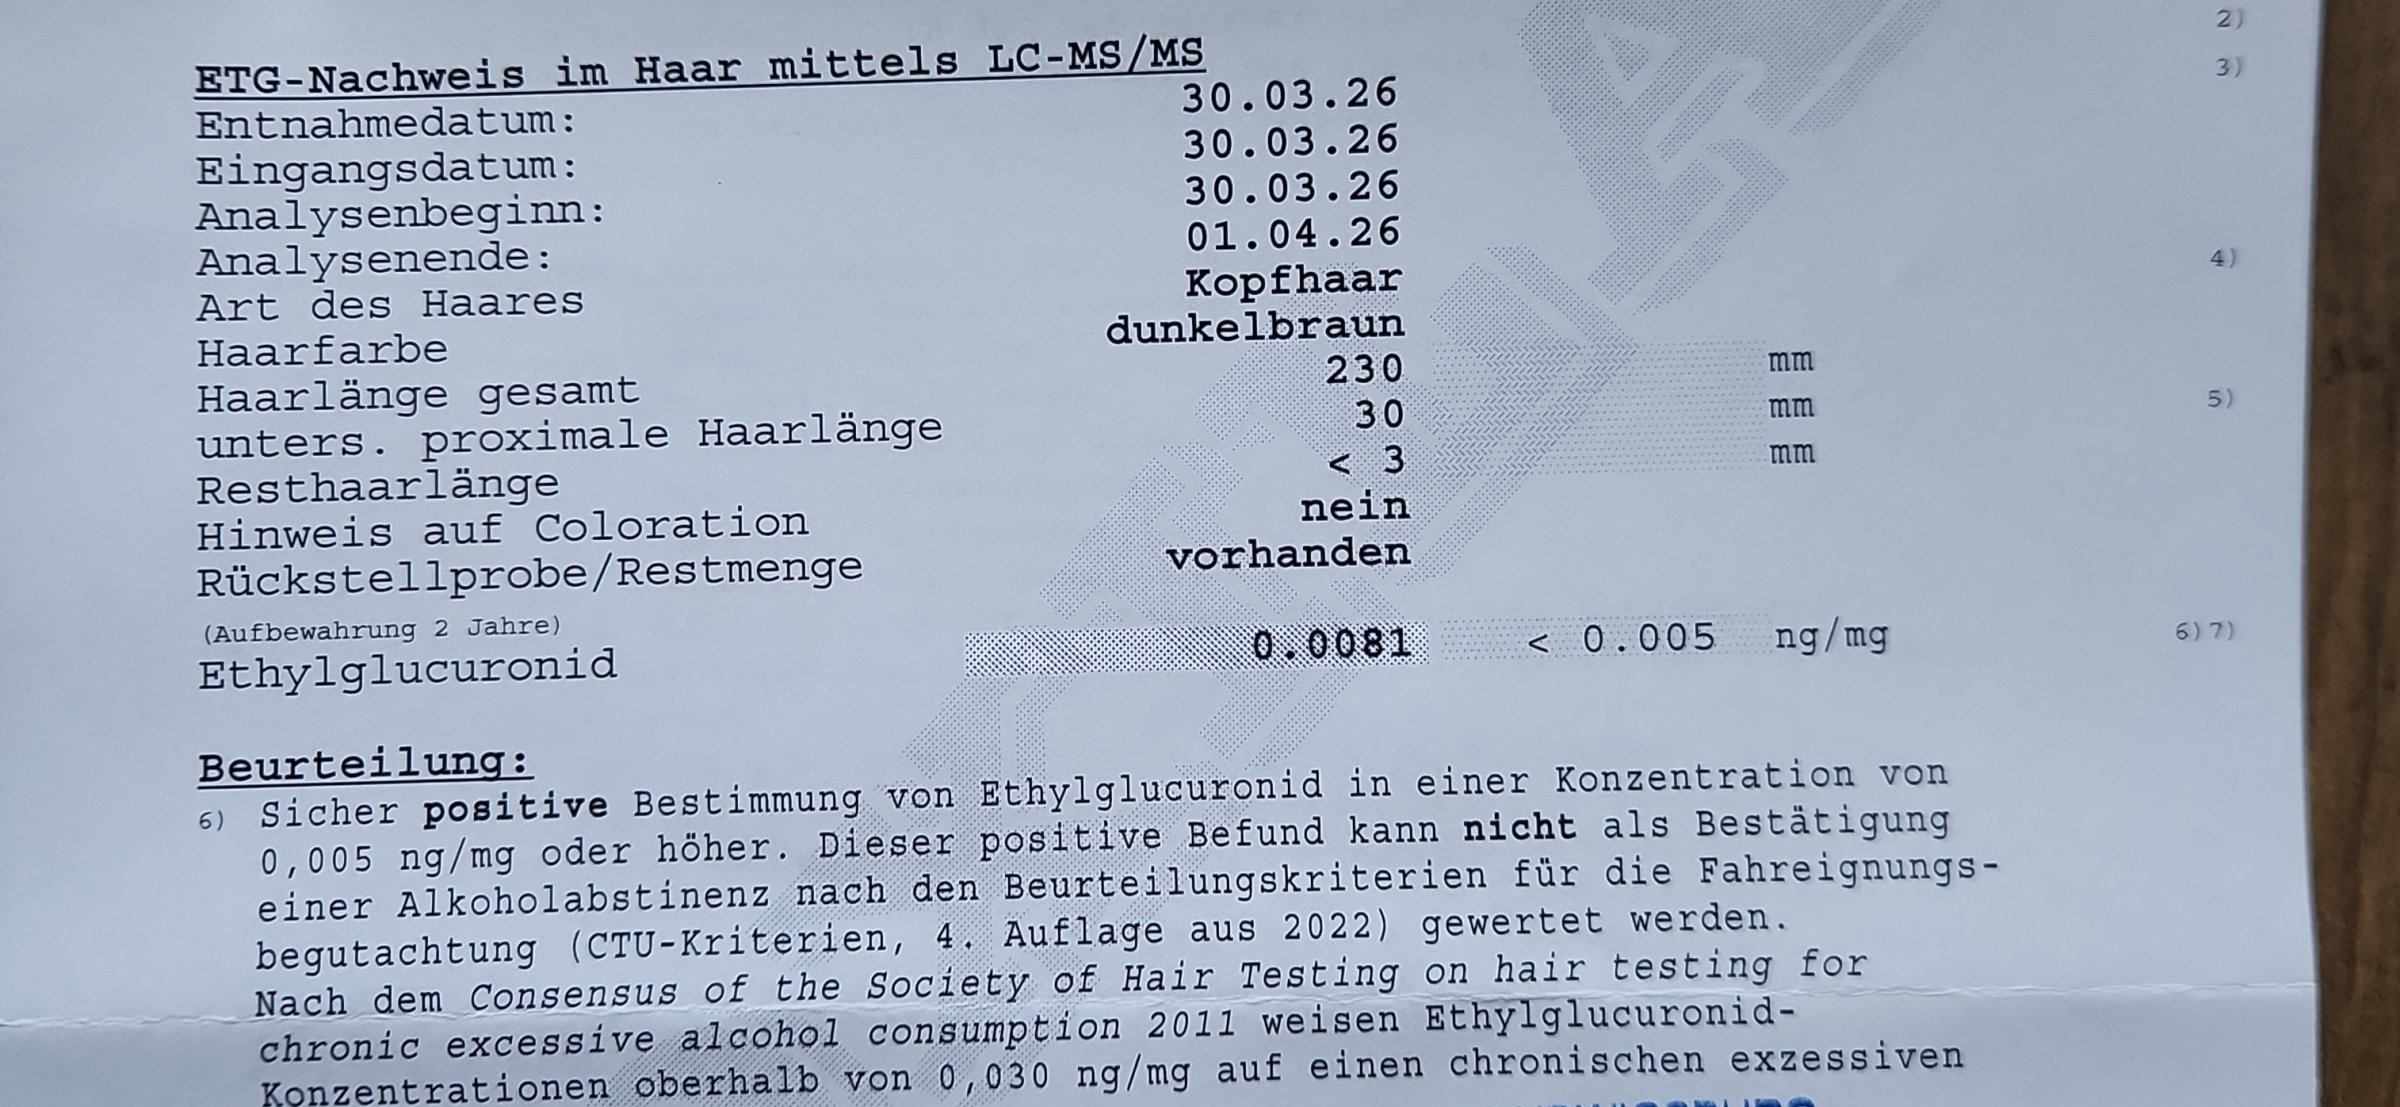 2)
ETG-Nachweis im Haar mittels LC-MS/MS 3)
Entnahmedatum: 30.03.26
Eingangsdatum: 30.03.26
Analysenbeginn: 30.03.26
Analysenende: 01.04.26
Art des Haares Kopfhaar 4)
Haarfarbe dunkelbraun
Haarlänge gesamt 230 mm
unters. proximale Haarlänge 30 mm 5)
Resthaarlänge < 3 mm
Hinweis auf Coloration nein
Rückstellprobe/Restmenge vorhanden
(Aufbewahrung 2 Jahre)
Ethylglucuronid 0.0081 < 0.005 ng/mg 6)7)
Beurteilung:
6) Sicher positive Bestimmung von Ethylglucuronid in einer Konzentration von
0,005 ng/mg oder höher. Dieser positive Befund kann nicht als Bestätigung
einer Alkoholabstinenz nach den Beurteilungskriterien für die Fahreignungs-
begutachtung (CTU-Kriterien, 4. Auflage aus 2022) gewertet werden.
Nach dem Consensus of the Society of Hair Testing on hair testing for
chronic excessive alcohol consumption 2011 weisen Ethylglucuronid-
Konzentrationen oberhalb von 0,030 ng/mg auf einen chronischen exzessiven